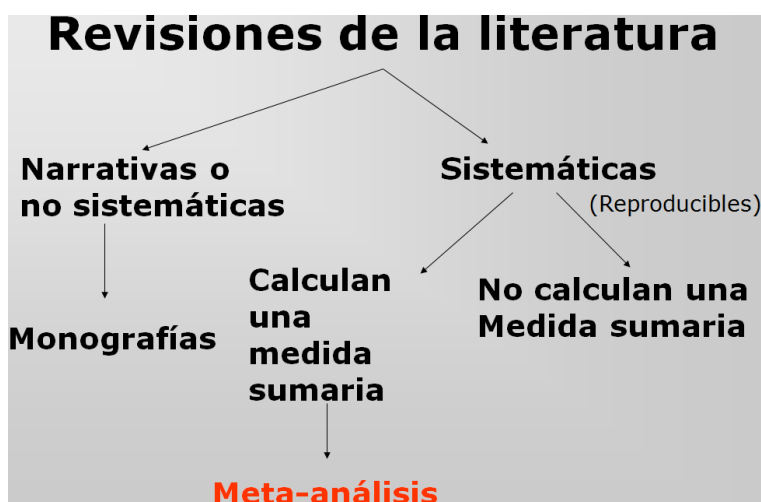 Revisiones de la literatura
Narrativas o
no sistemáticas
Sistemáticas
(Reproducibles)
Monografías
Calculan
una
medida
sumaria
No calculan una
Medida sumaria
Meta-análisis